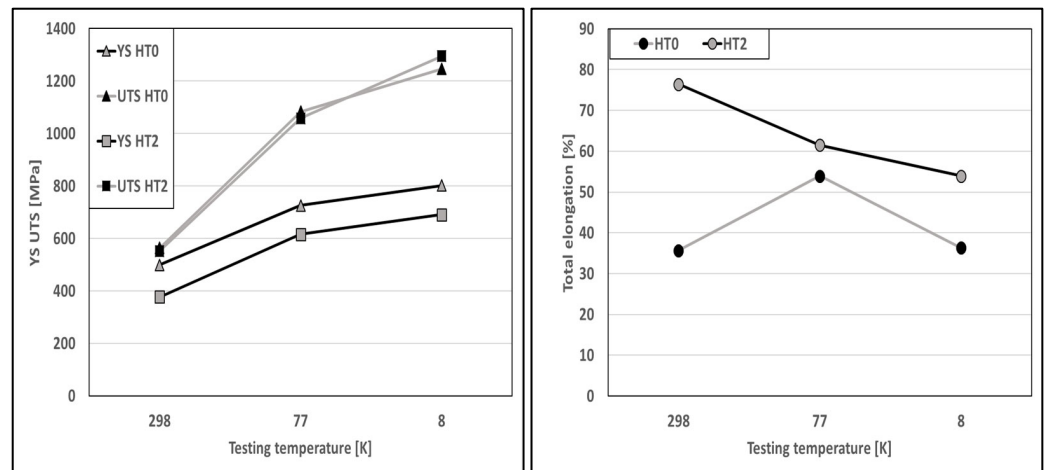 1400
1200
1000
800
600
400
200
0
YS UTS [MPa]
YS HT0
UTS HT0
YS HT2
UTS HT2
298 77 8
Testing temperature [K]
90
80
70
60
50
40
30
20
10
0
Total elongation [%]
HT0 HT2
298 77 8
Testing temperature [K]